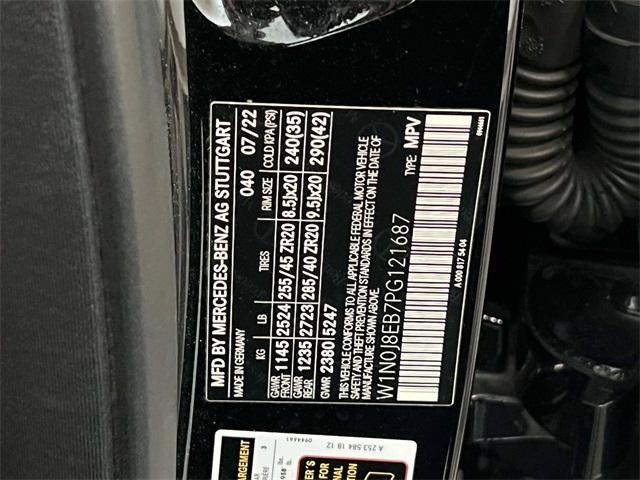 MFD BY MERCEDES-BENZ AG STUTTGART
MADE IN GERMANY 040 07/22
KG LB TIRES RIM SIZE COLD KPA(PSI)
GAWR FRONT 1145 2524 255/45 ZR20 8.5Jx20 240(35)
GAWR REAR 1235 2723 285/40 ZR20 9.5Jx20 290(42)
GVWR 2380 5247
THIS VEHICLE CONFORMS TO ALL APPLICABLE FEDERAL MOTOR VEHICLE
SAFETY AND THEFT PREVENTION STANDARDS IN EFFECT ON THE DATE OF
MANUFACTURE SHOWN ABOVE.
W1N0J8EB7PG121687 TYPE: MPV
A 000 817 54 04
0944661
A 253 584 18 12
0944661